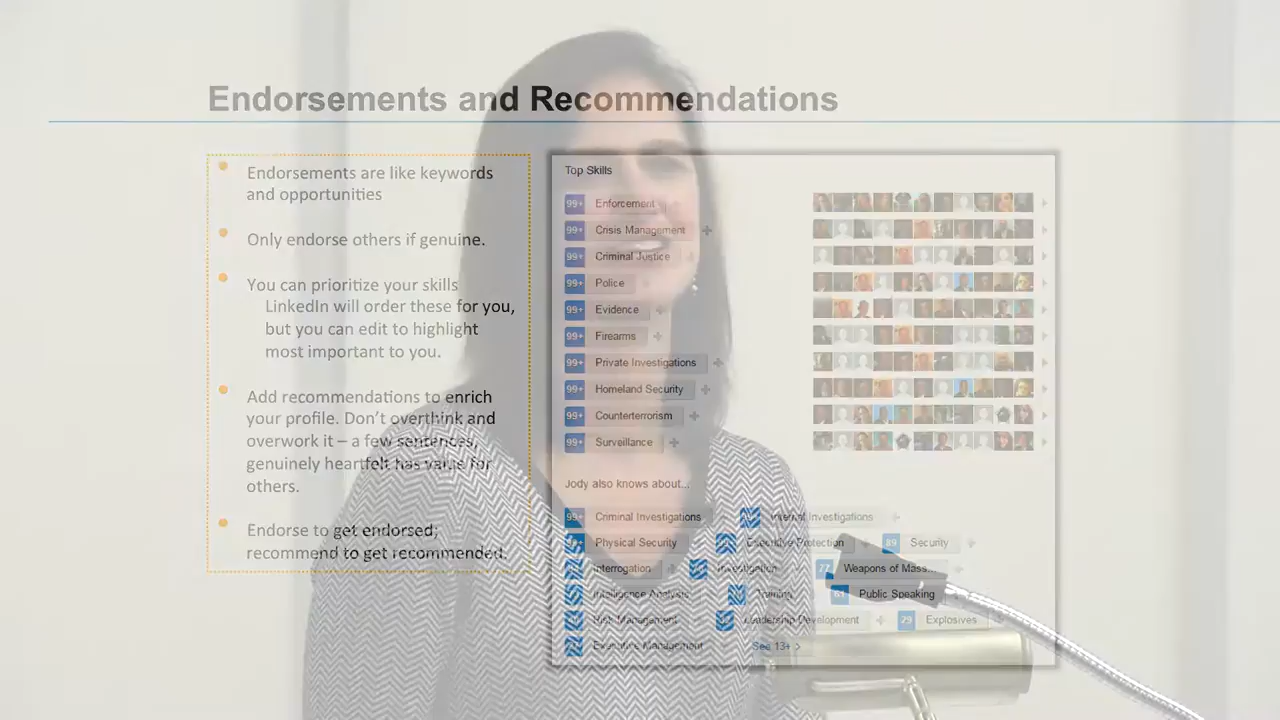 Endorsements and Recommendations
Endorsements are like keywords
and opportunities
Only endorse others if genuine.
You can prioritize your skills
LinkedIn will order these for you,
but you can edit to highlight
most important to you.
Add recommendations to enrich
your profile. Don't overthink and
overwork it – a few sentences,
genuinely heartfelt has value for
others.
Endorse to get endorsed;
recommend to get recommended.
Top Skills
99+ Enforcement
99+ Crisis Management
99+ Criminal Justice
99+ Police
99+ Evidence
99+ Firearms
99+ Private Investigations
99+ Homeland Security
99+ Counterterrorism
99+ Surveillance
Jody also knows about...
99+ Criminal Investigations Internal Investigations
Physical Security Executive Protection 89 Security
Interrogation Investigation 77 Weapons of Mass...
Intelligence Analysis Training 61 Public Speaking
Risk Management Leadership Development 29 Explosives
Executive Management See 13+ >